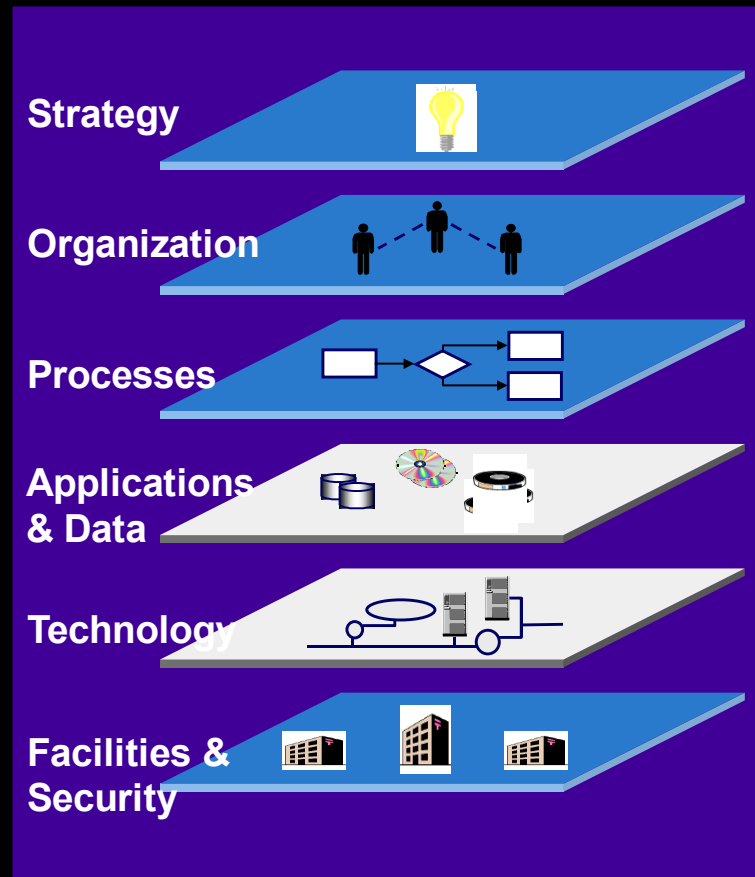 Strategy
Organization
Processes
Applications
& Data
Technology
Facilities &
Security